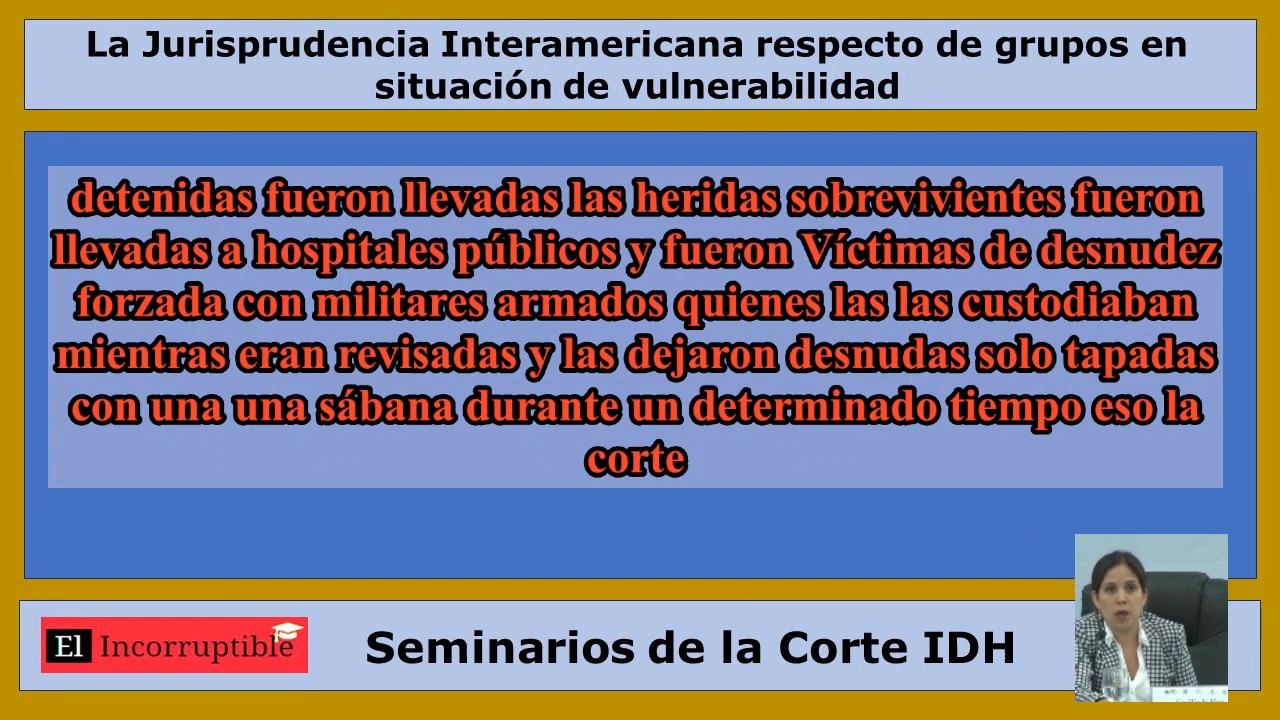 La Jurisprudencia Interamericana respecto de grupos en
situación de vulnerabilidad
detenidas fueron llevadas las heridas sobrevivientes fueron
llevadas a hospitales públicos y fueron Víctimas de desnudez
forzada con militares armados quienes las las custodiaban
mientras eran revisadas y las dejaron desnudas solo tapadas
con una una sábana durante un determinado tiempo eso la
corte
El Incorruptible
Seminarios de la Corte IDH